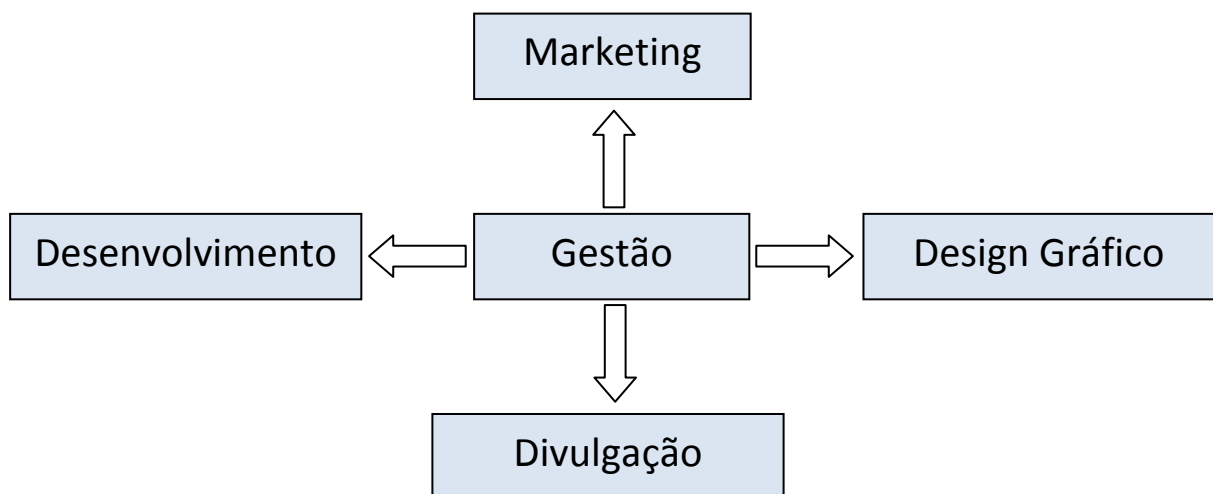 Marketing
Desenvolvimento
Gestão
Design Gráfico
Divulgação